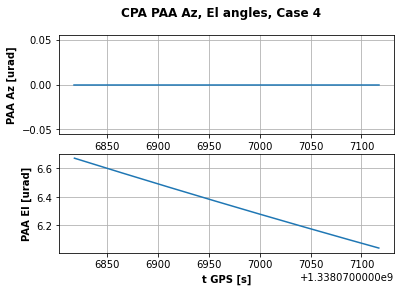 CPA PAA Az, El angles, Case 4
PAA Az [urad]
0.05
0.00
−0.05
6850 6900 6950 7000 7050 7100
PAA El [urad]
6.6
6.4
6.2
6850 6900 6950 7000 7050 7100
t GPS [s]
+1.3380700000e9